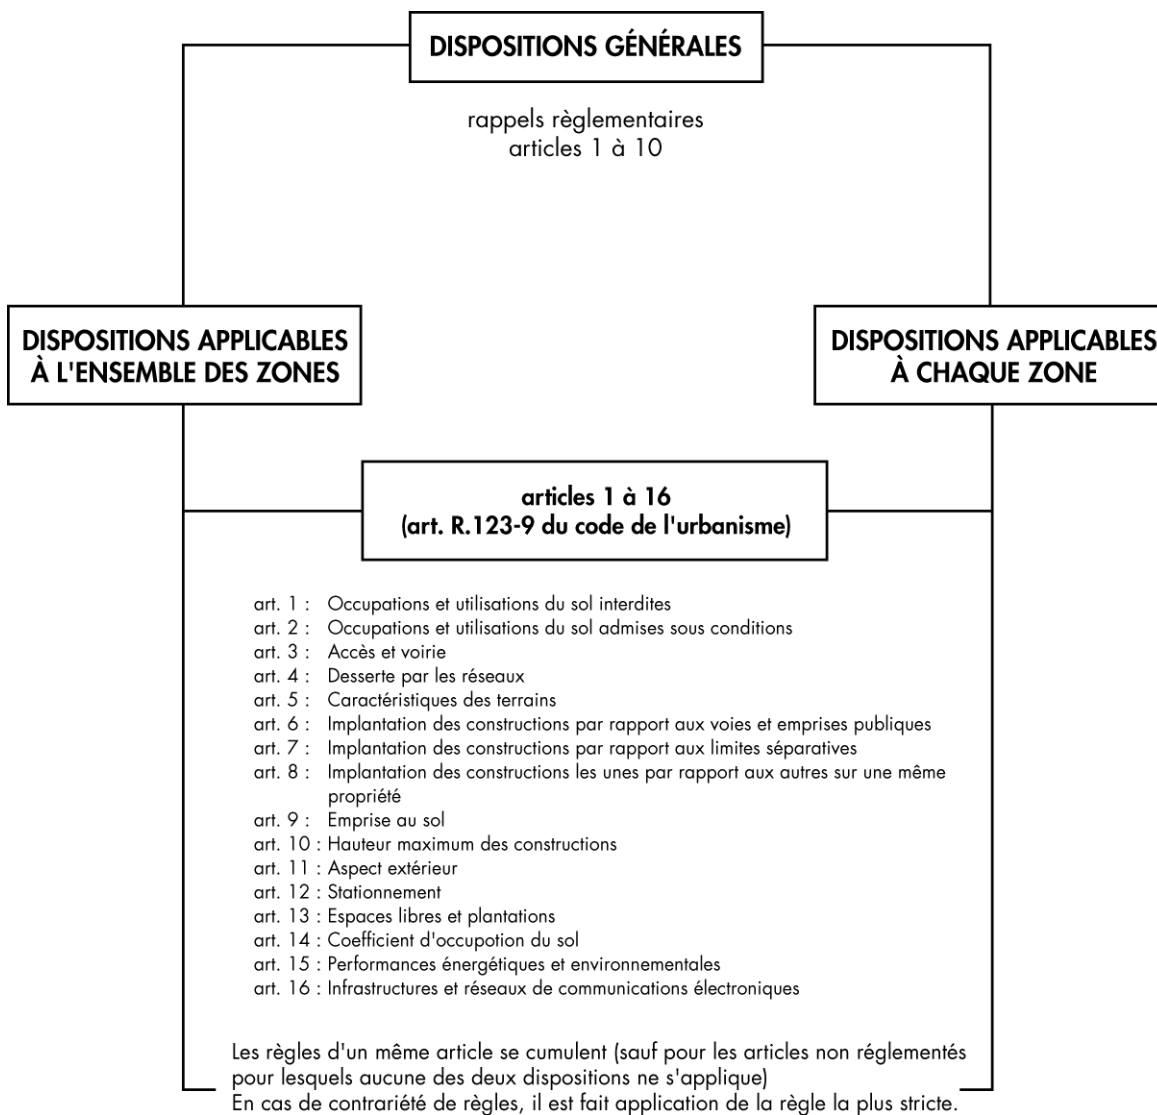 DISPOSITIONS GÉNÉRALES
rappels règlementaires
articles 1 à 10
DISPOSITIONS APPLICABLES
À L'ENSEMBLE DES ZONES
DISPOSITIONS APPLICABLES
À CHAQUE ZONE
articles 1 à 16
(art. R.123-9 du code de l'urbanisme)
art. 1 : Occupations et utilisations du sol interdites
art. 2 : Occupations et utilisations du sol admises sous conditions
art. 3 : Accès et voirie
art. 4 : Desserte par les réseaux
art. 5 : Caractéristiques des terrains
art. 6 : Implantation des constructions par rapport aux voies et emprises publiques
art. 7 : Implantation des constructions par rapport aux limites séparatives
art. 8 : Implantation des constructions les unes par rapport aux autres sur une même
propriété
art. 9 : Emprise au sol
art. 10 : Hauteur maximum des constructions
art. 11 : Aspect extérieur
art. 12 : Stationnement
art. 13 : Espaces libres et plantations
art. 14 : Coefficient d'occupotion du sol
art. 15 : Performances énergétiques et environnementales
art. 16 : Infrastructures et réseaux de communications électroniques
Les règles d'un même article se cumulent (sauf pour les articles non réglementés
pour lesquels aucune des deux dispositions ne s'applique)
En cas de contrariété de règles, il est fait application de la règle la plus stricte.